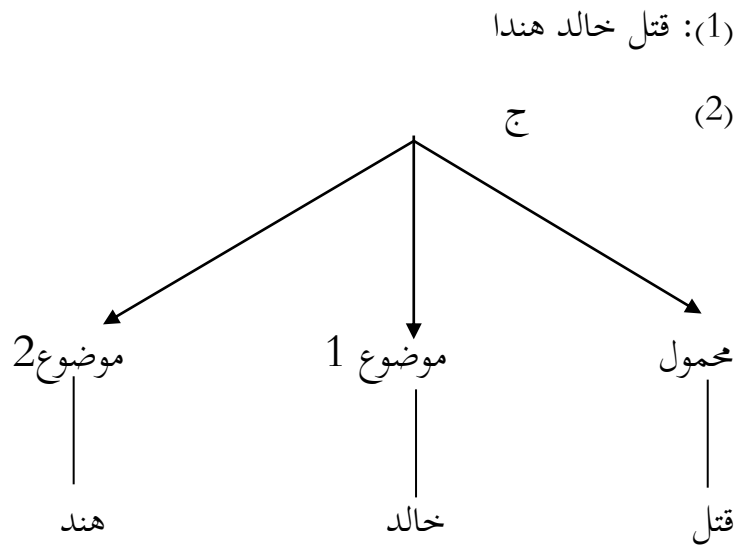 (1): قتل خالد هندا
(2) ج
محمول موضوع 1 موضوع2
قتل خالد هند